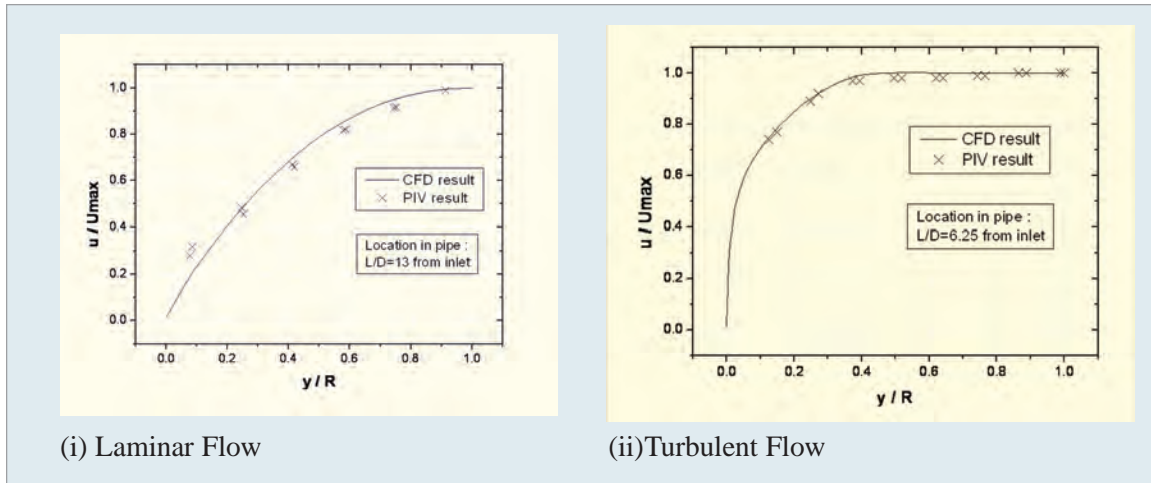 1.0
0.8
0.6
0.4
0.2
0.0
u / Umax
CFD result
PIV result
Location in pipe :
L/D=13 from inlet
0.0 0.2 0.4 0.6 0.8 1.0
y / R
(i) Laminar Flow
1.0
0.8
0.6
0.4
0.2
0.0
u / Umax
CFD result
PIV result
Location in pipe :
L/D=6.25 from inlet
0.0 0.2 0.4 0.6 0.8 1.0
y / R
(ii)Turbulent Flow